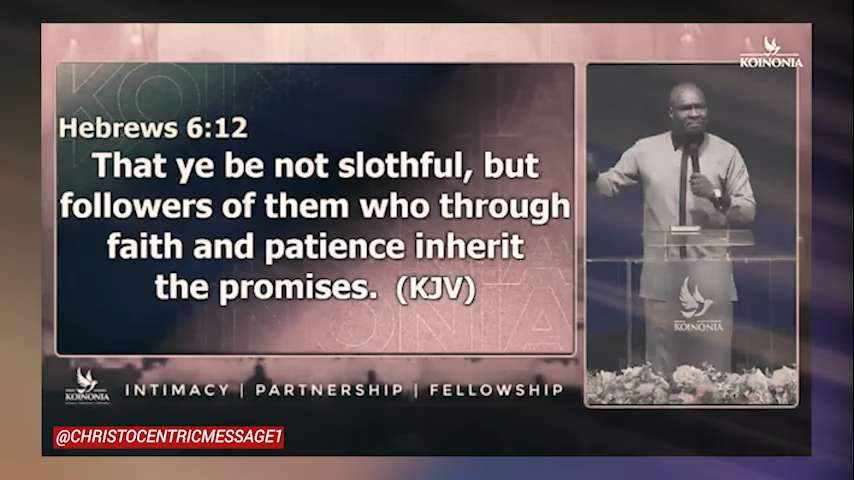 KOINONIA
Hebrews 6:12
That ye be not slothful, but
followers of them who through
faith and patience inherit
the promises. (KJV)
KOINONIA
KOINONIA
INTIMACY | PARTNERSHIP | FELLOWSHIP
@CHRISTOCENTRICMESSAGE1